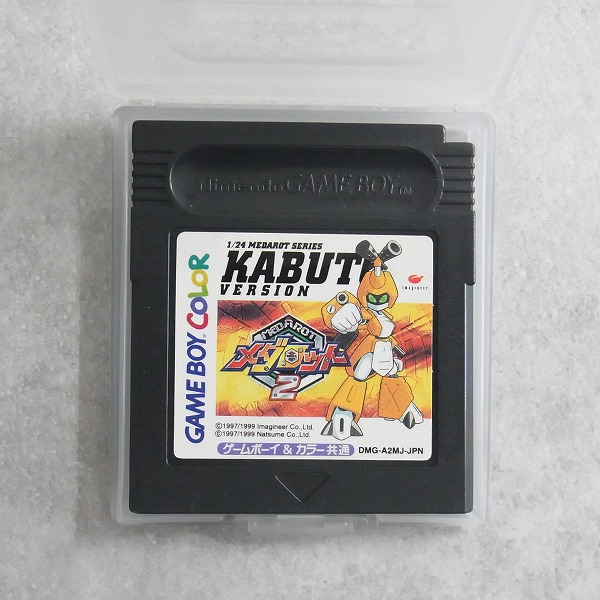 Nintendo GAME BOY TM
1/24 MEDAROT SERIES
KABUTO
VERSION
imagineer
GAME BOY COLOR
MEDAROT
メダロット
2
©1997/1999 Imagineer Co.,Ltd.
©1997/1999 Natsume Co.,Ltd.
ゲームボーイ & カラー共通
DMG-A2MJ-JPN